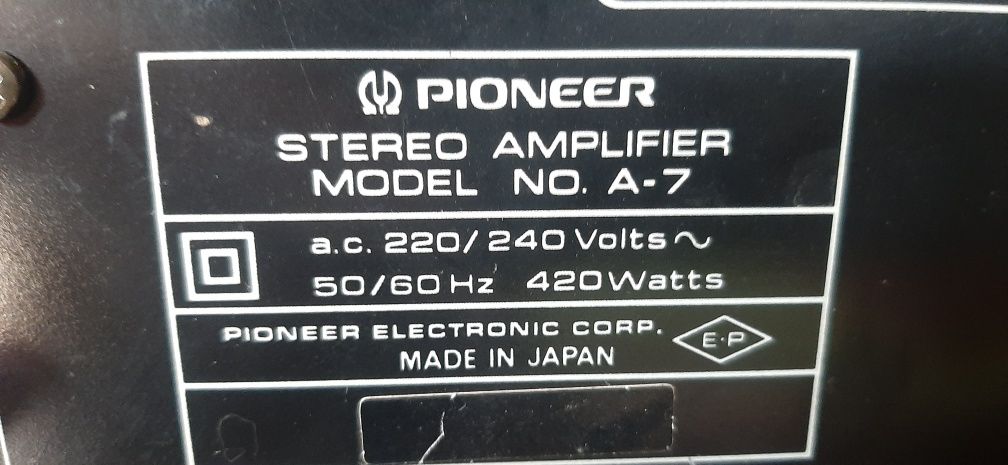 PIONEER
STEREO AMPLIFIER
MODEL NO. A-7
a.c. 220/240 Volts ~
50/60 Hz 420 Watts
PIONEER ELECTRONIC CORP.
MADE IN JAPAN
E·P